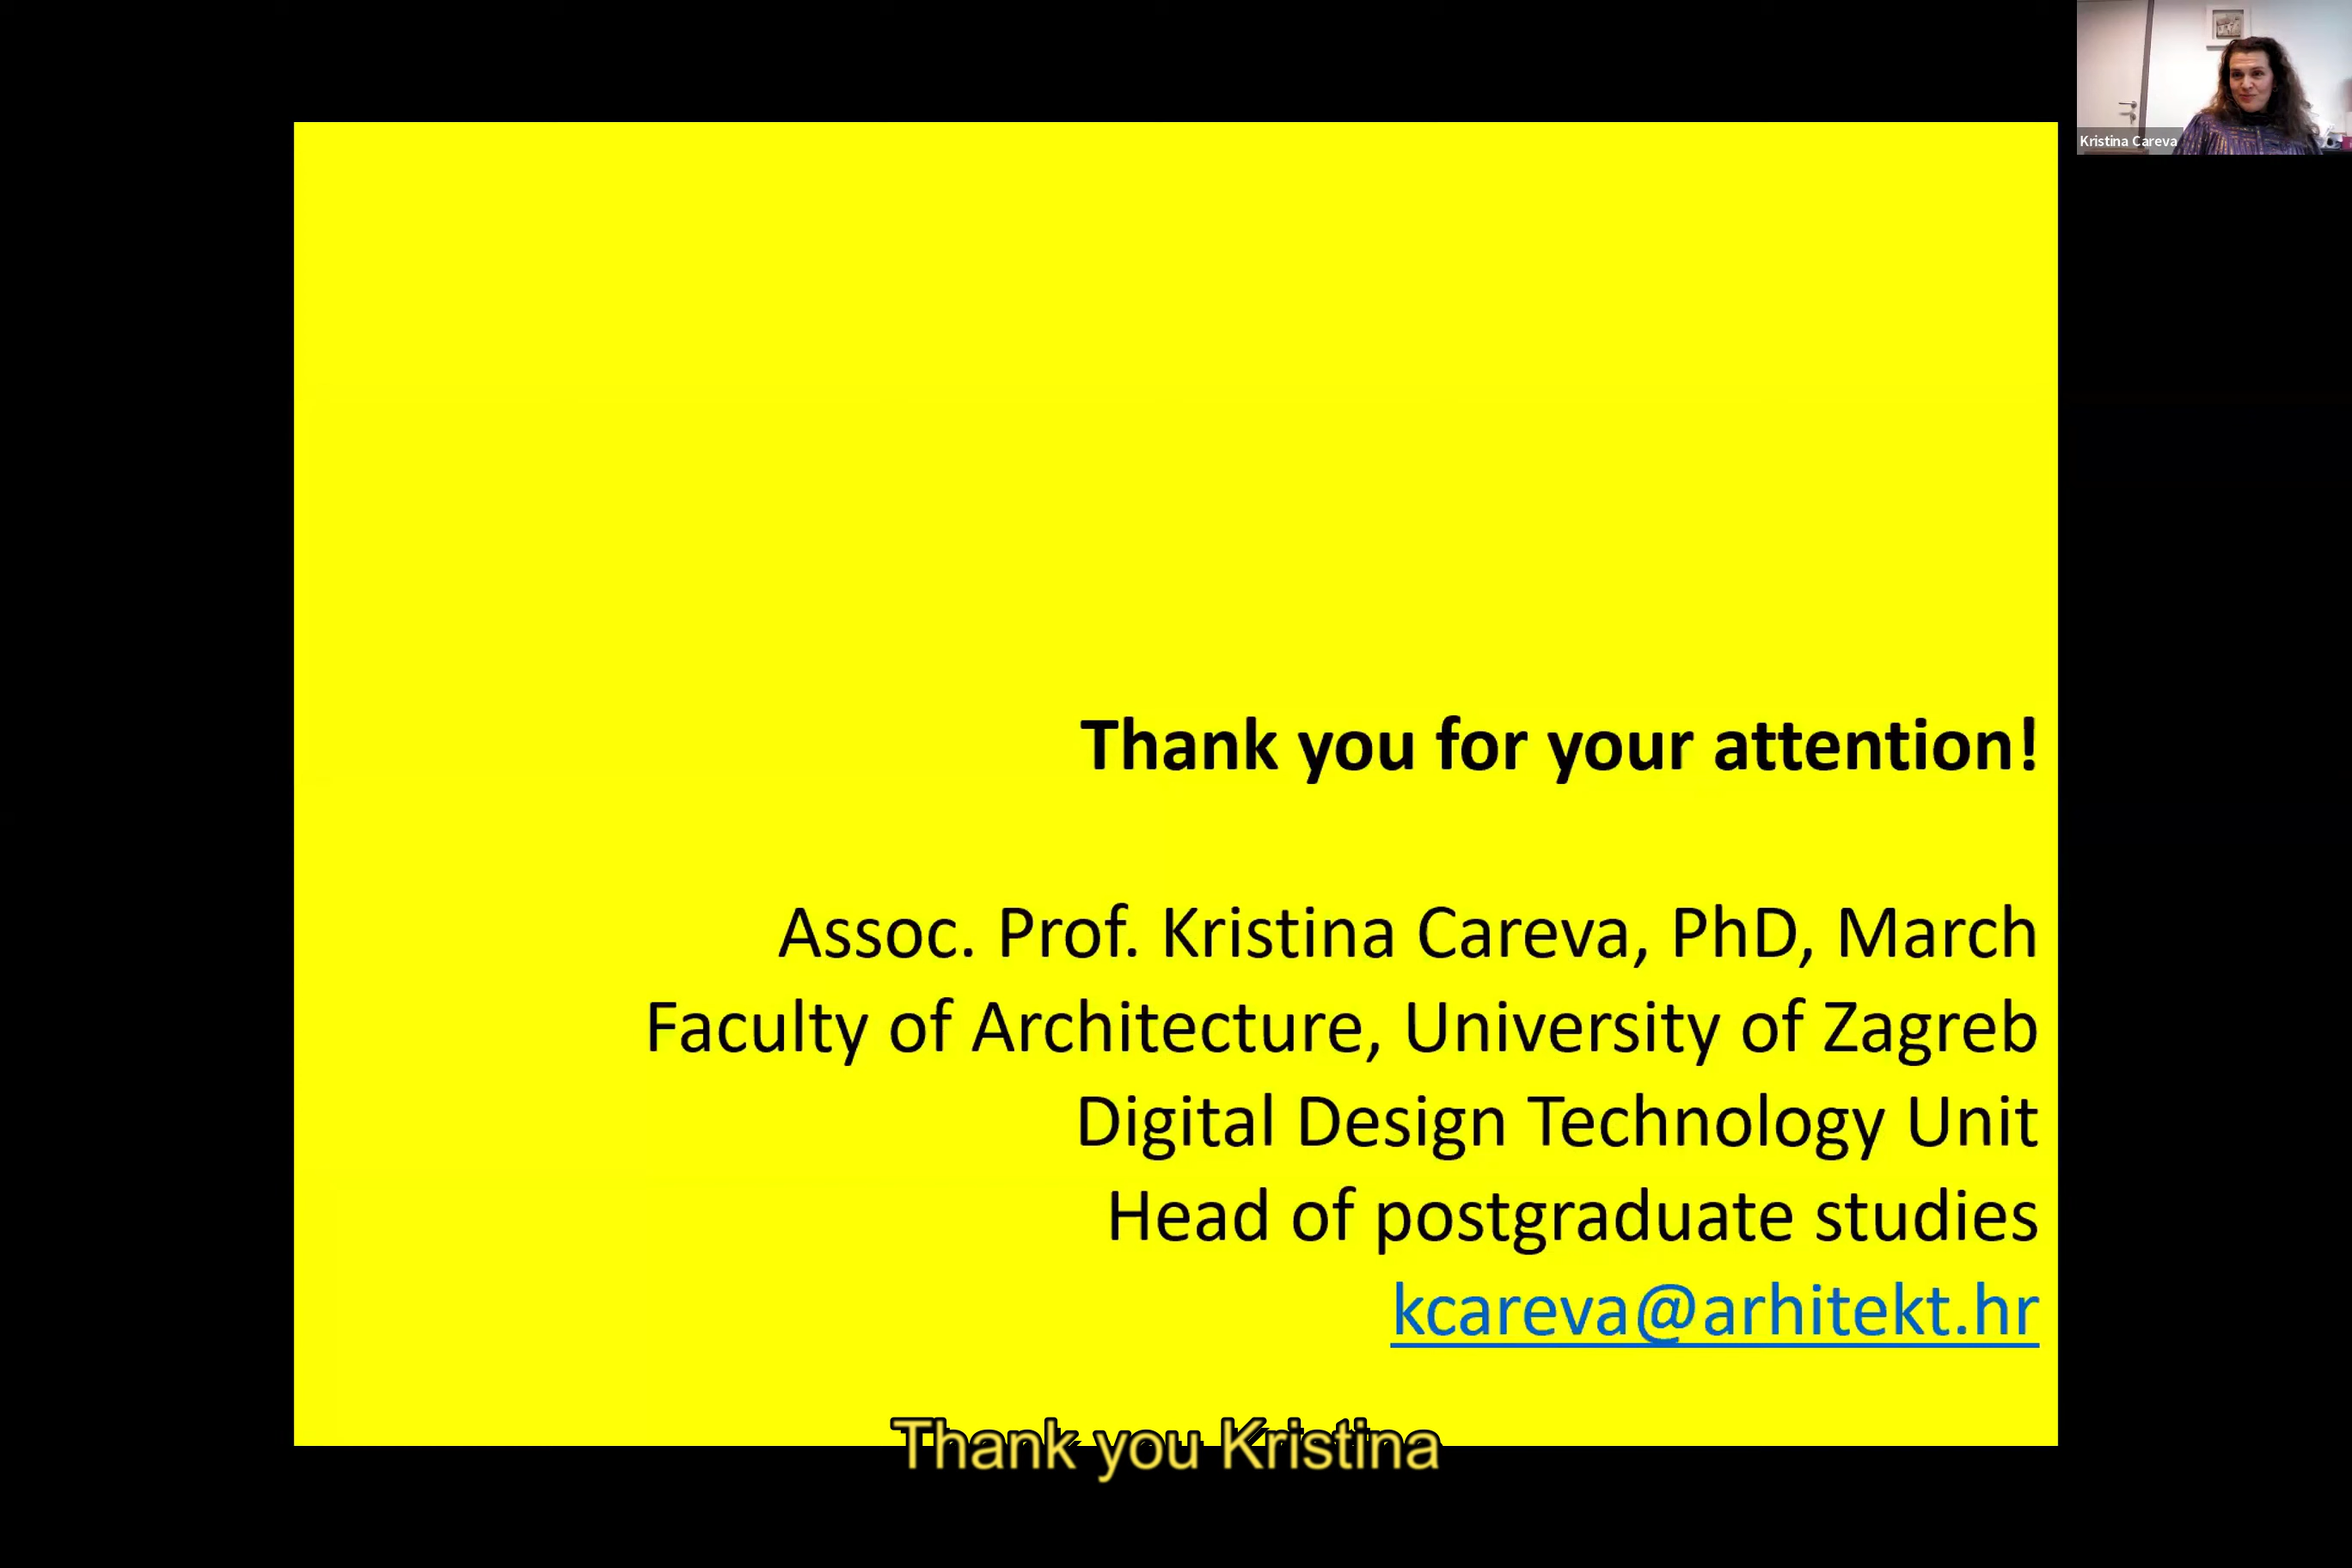 Kristina Careva
Thank you for your attention!
Assoc. Prof. Kristina Careva, PhD, March
Faculty of Architecture, University of Zagreb
Digital Design Technology Unit
Head of postgraduate studies
kcareva@arhitekt.hr
Thank you Kristina